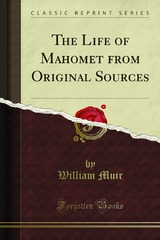 CLASSIC REPRINT SERIES
THE LIFE OF
MAHOMET FROM
ORIGINAL SOURCES
by
William Muir
Forgotten Books